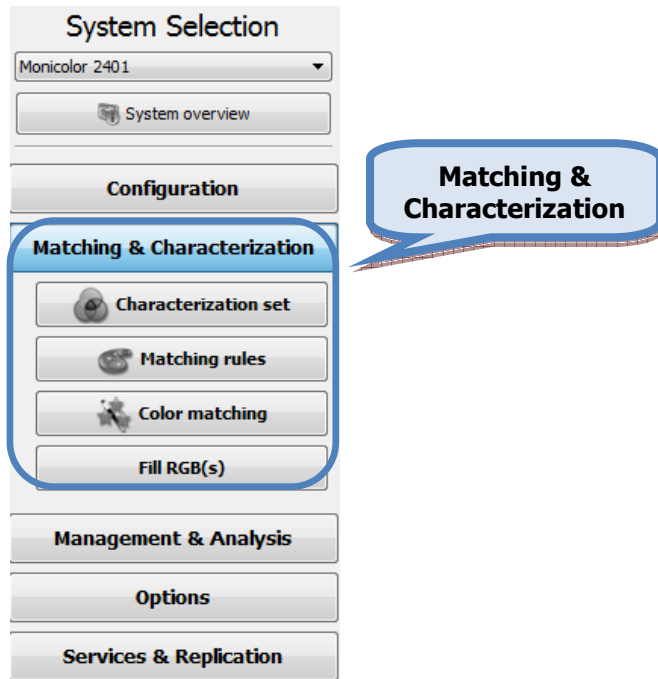 System Selection
Monicolor 2401
System overview
Configuration
Matching & Characterization
Characterization set
Matching rules
Color matching
Fill RGB(s)
Management & Analysis
Options
Services & Replication
Matching &
Characterization